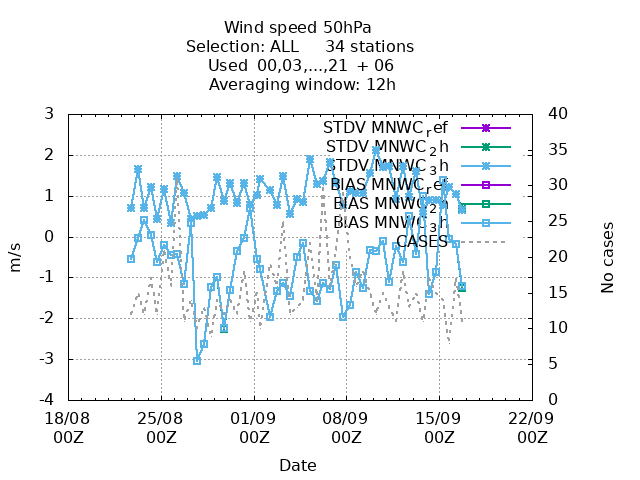 Wind speed 50hPa
Selection: ALL 34 stations
Used 00,03,...,21 + 06
Averaging window: 12h
3
2
1
0
-1
-2
-3
-4
40
35
30
25
20
15
10
5
0
m/s
No cases
STDV MNWC_ref
STDV MNWC_2h
STDV MNWC_3h
BIAS MNWC_ref
BIAS MNWC_2h
BIAS MNWC_3h
CASES
18/08 25/08 01/09 08/09 15/09 22/09
00Z 00Z 00Z 00Z 00Z 00Z
Date